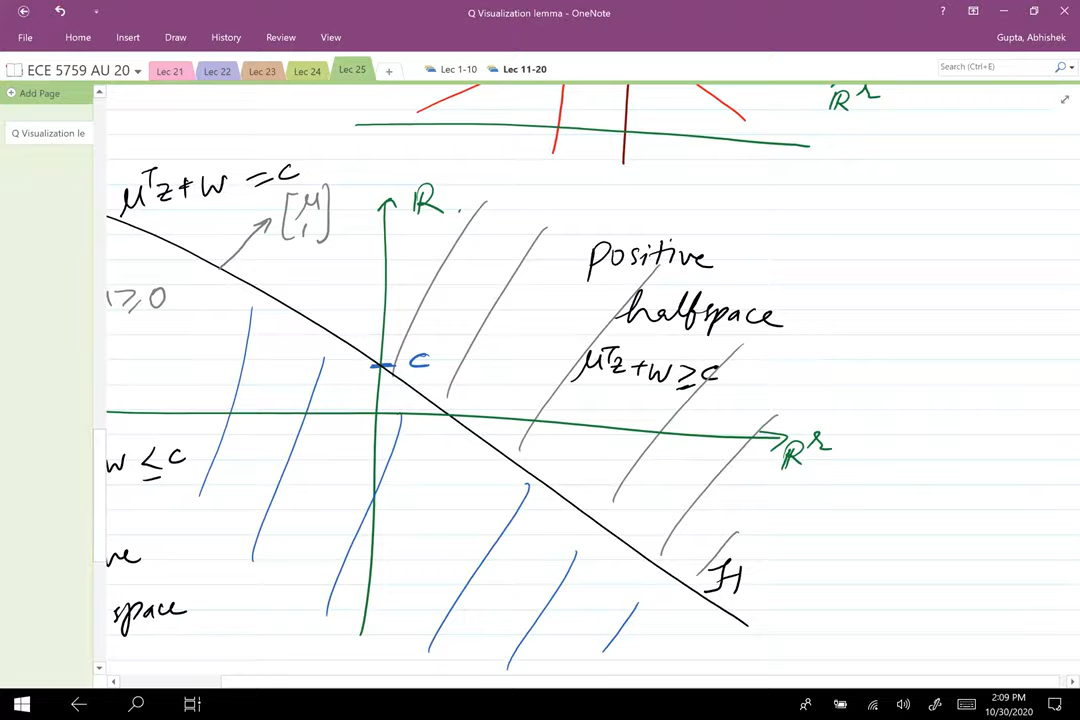 Q Visualization lemma - OneNote
?
File Home Insert Draw History Review View
Gupta, Abhishek
ECE 5759 AU 20
Lec 21 Lec 22 Lec 23 Lec 24 Lec 25 + Lec 1-10 Lec 11-20
Search (Ctrl+E)
Add Page
Q Visualization le
ℝʳ
μᵀz + w = c
[μ
1]
ℝ
positive
halfspace
μᵀz + w ≥ c
≥ 0
c
ℝʳ
w ≤ c
ve
space
H
2:09 PM
10/30/2020